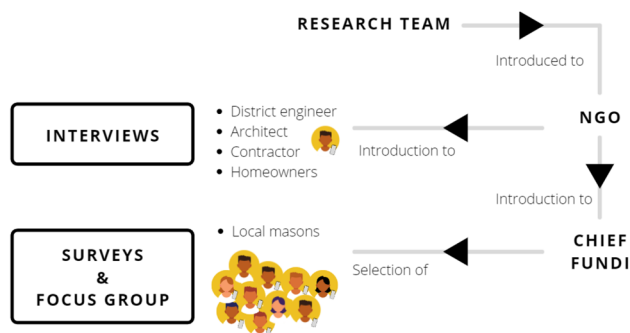 RESEARCH TEAM
Introduced to
NGO
INTERVIEWS
• District engineer
• Architect
• Contractor
• Homeowners
Introduction to
Introduction to
CHIEF
FUNDI
SURVEYS
&
FOCUS GROUP
• Local masons
Selection of